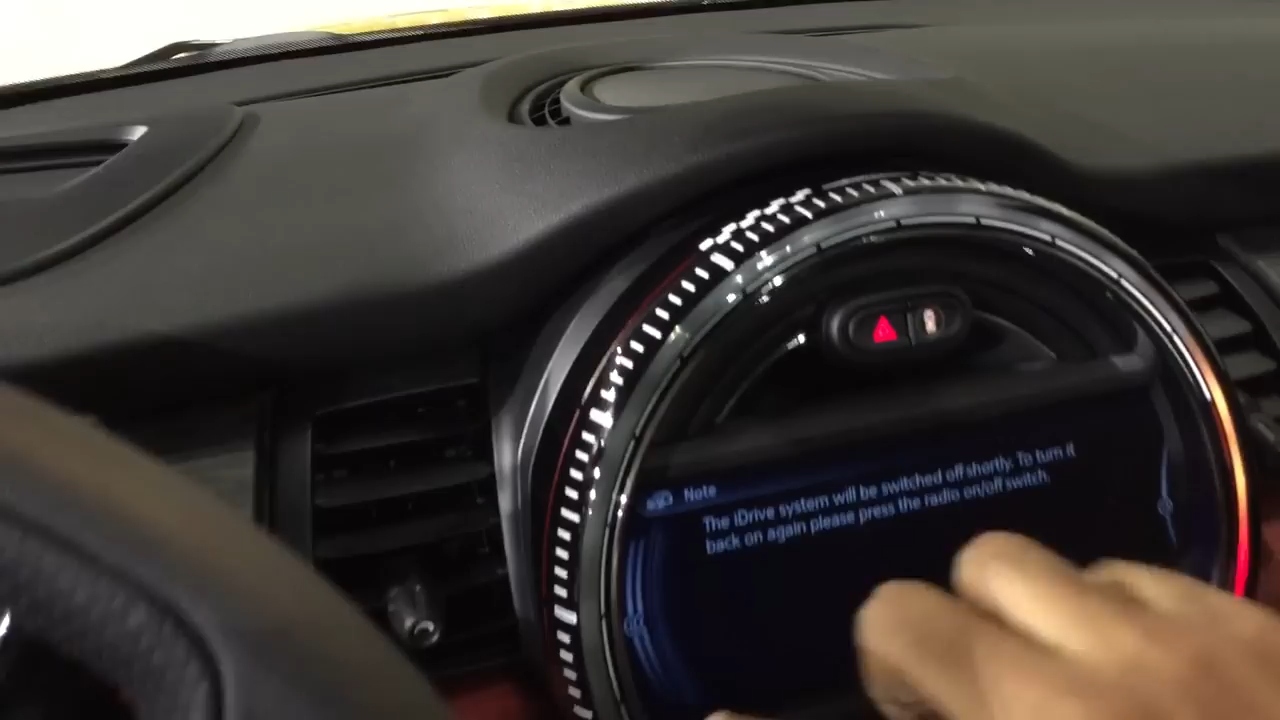 Note
The iDrive system will be switched off shortly. To turn it
back on again please press the radio on/off switch.